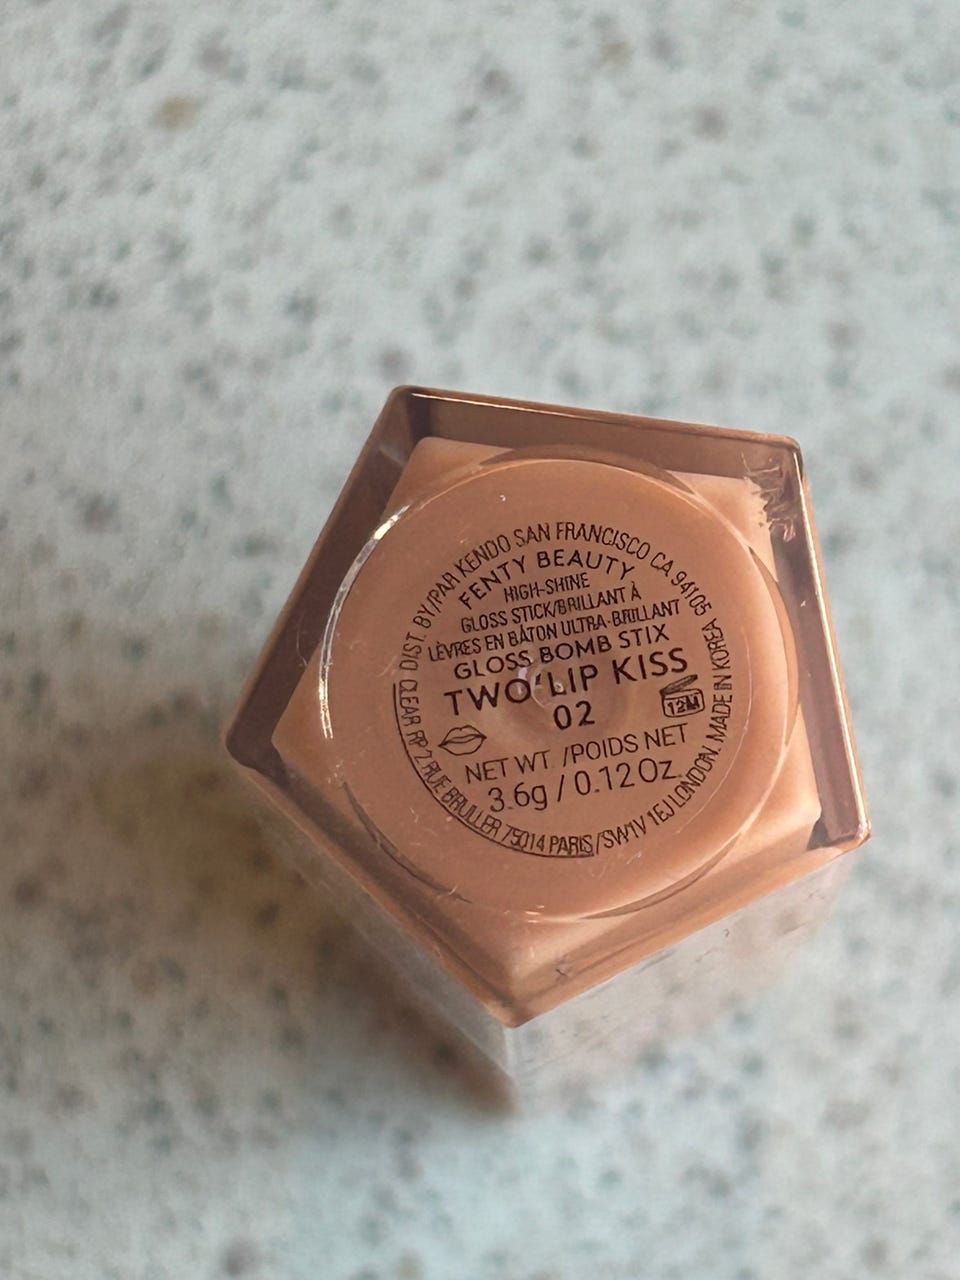 DIST. BY/PAR KENDO SAN FRANCISCO CA 94105
FENTY BEAUTY
HIGH-SHINE
GLOSS STICK/BRILLANT À
LÈVRES EN BÂTON ULTRA-BRILLANT
GLOSS BOMB STIX
TWO'LIP KISS
02
12M
NET WT. /POIDS NET
3.6g / 0.12 Oz.
CLEAR RP 2 RUE BRULLER 75014 PARIS/SW1V 1EJ LONDON. MADE IN KOREA